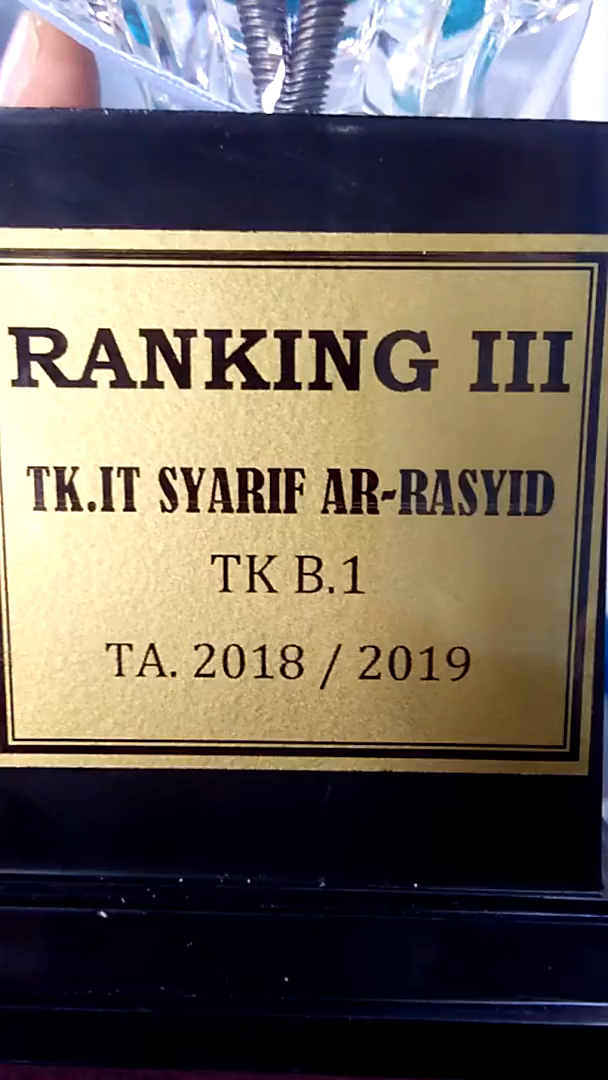 RANKING III
TK.IT SYARIF AR-RASYID
TK B.1
TA. 2018 / 2019